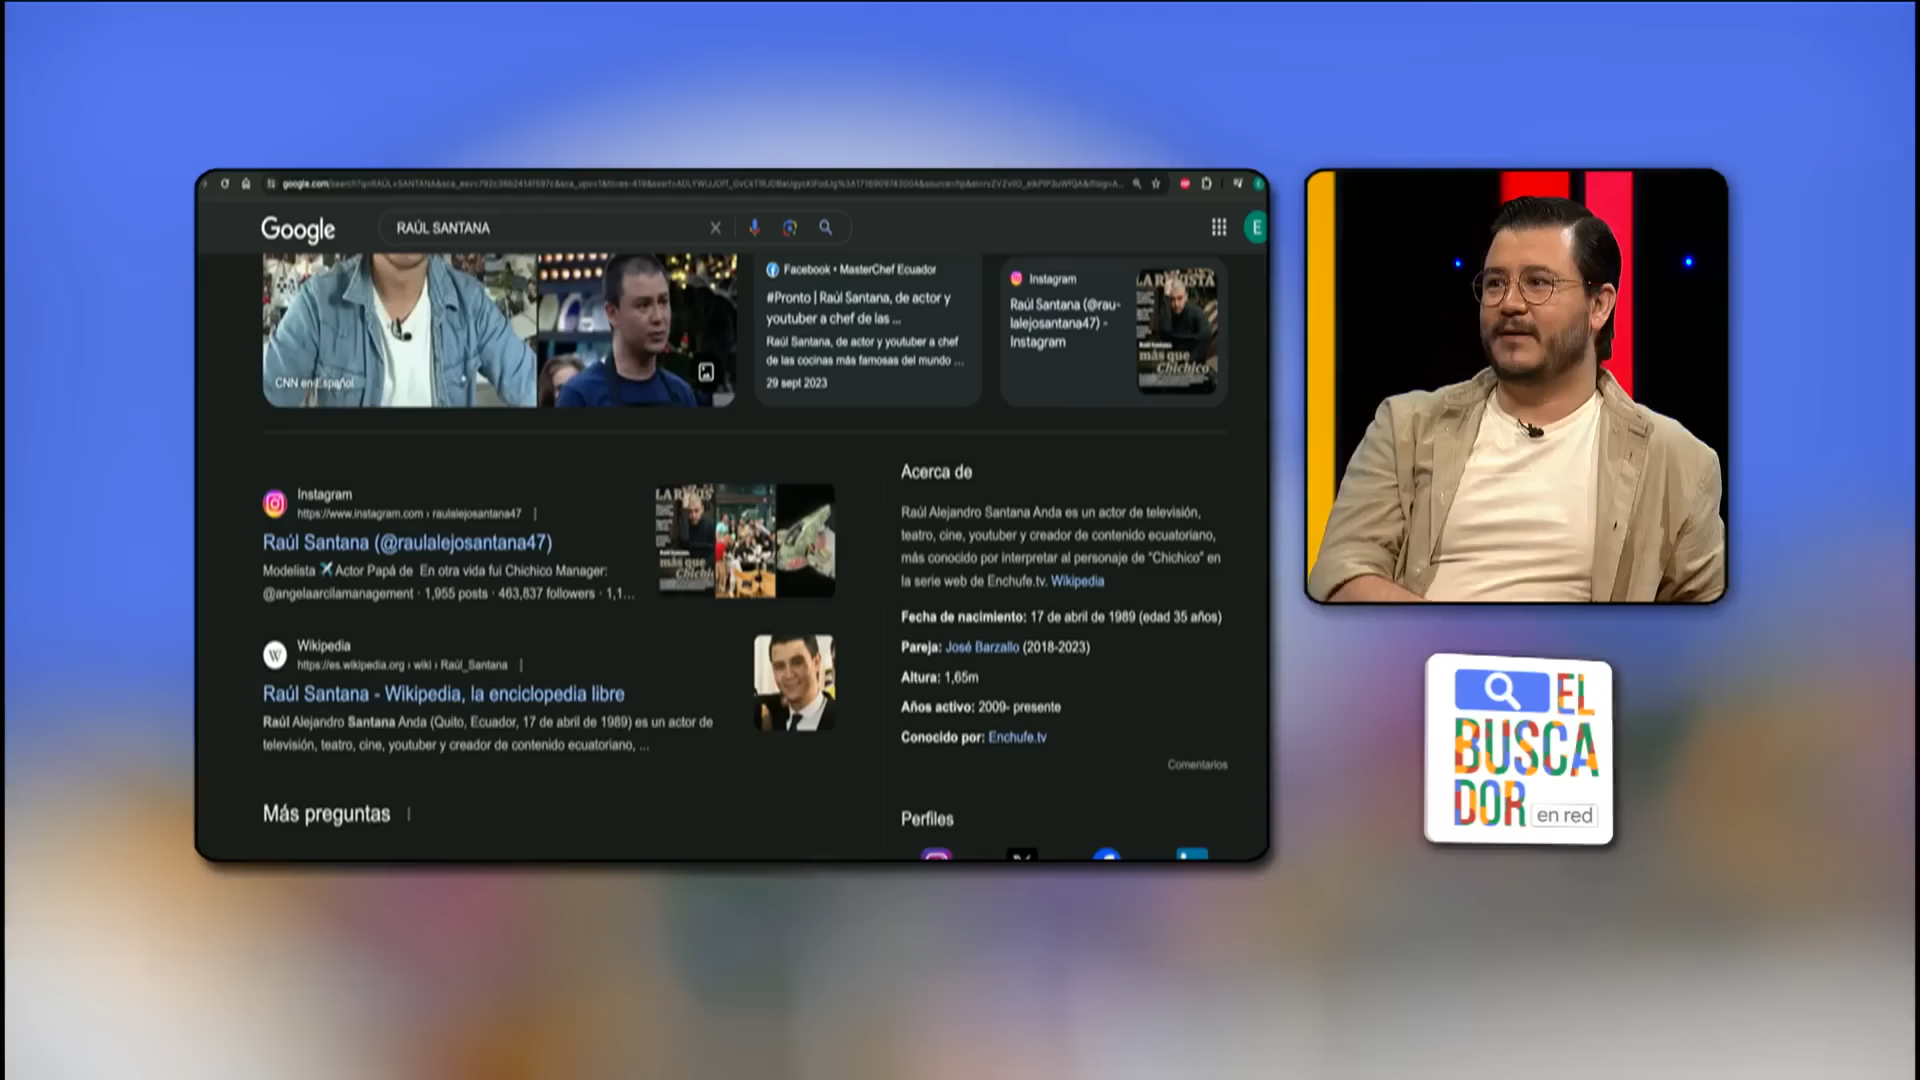 google.com
Google
RAÚL SANTANA
E
CNN en Español
Facebook • MasterChef Ecuador
#Pronto | Raúl Santana, de actor y
youtuber a chef de las ...
Raúl Santana, de actor y youtuber a chef
de las cocinas más famosas del mundo ...
29 sept 2023
Instagram
Raúl Santana (@rau-
lalejosantana47) -
Instagram
LA REVISTA
más que
Chichico
Instagram
https://www.instagram.com › raulalejosantana47
Raúl Santana (@raulalejosantana47)
Modelista ✈️Actor Papá de En otra vida fui Chichico Manager:
@angelaarcilamanagement · 1,955 posts · 463,837 followers · 1,1...
más que
Chichic
W
Wikipedia
https://es.wikipedia.org › wiki › Raúl_Santana
Raúl Santana - Wikipedia, la enciclopedia libre
Raúl Alejandro Santana Anda (Quito, Ecuador, 17 de abril de 1989) es un actor de
televisión, teatro, cine, youtuber y creador de contenido ecuatoriano, ...
Más preguntas
Acerca de
Raúl Alejandro Santana Anda es un actor de televisión,
teatro, cine, youtuber y creador de contenido ecuatoriano,
más conocido por interpretar al personaje de "Chichico" en
la serie web de Enchufe.tv. Wikipedia
Fecha de nacimiento: 17 de abril de 1989 (edad 35 años)
Pareja: José Barzallo (2018-2023)
Altura: 1,65m
Años activo: 2009- presente
Conocido por: Enchufe.tv
Comentarios
Perfiles
EL
BUSCA
DOR en red